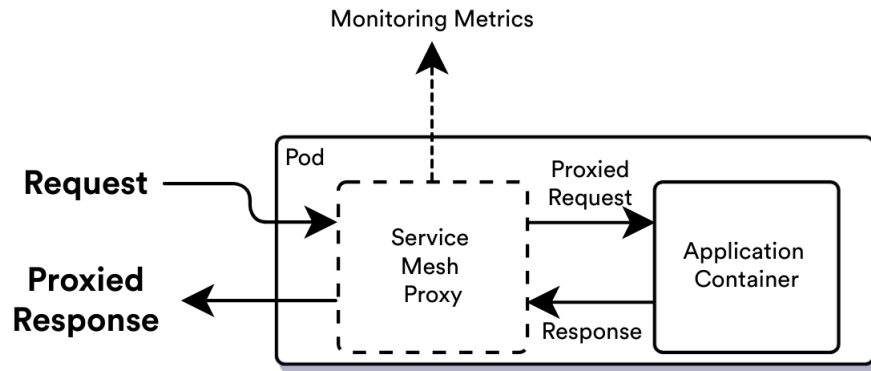 Monitoring Metrics
Pod
Request
Proxied
Request
Service
Mesh
Proxy
Application
Container
Proxied
Response
Response